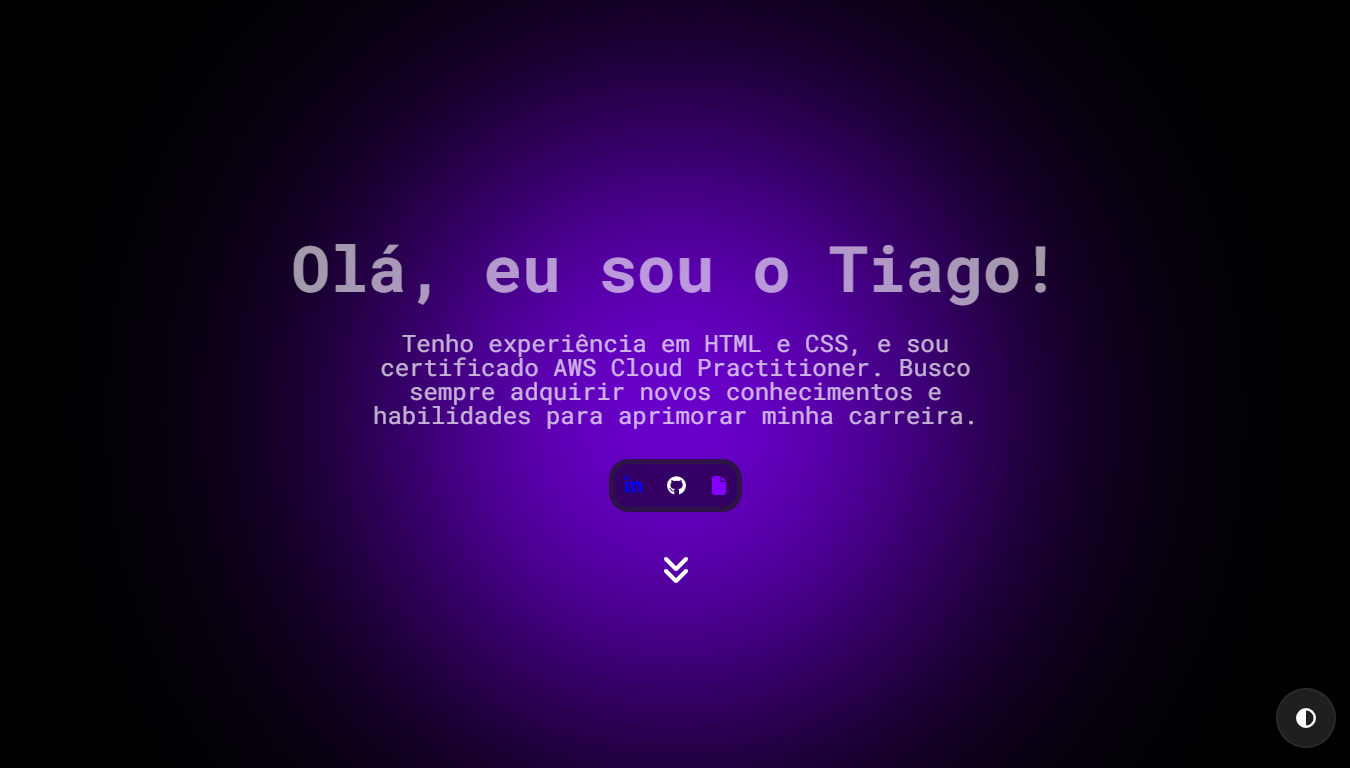 Olá, eu sou o Tiago!
Tenho experiência em HTML e CSS, e sou
certificado AWS Cloud Practitioner. Busco
sempre adquirir novos conhecimentos e
habilidades para aprimorar minha carreira.
in